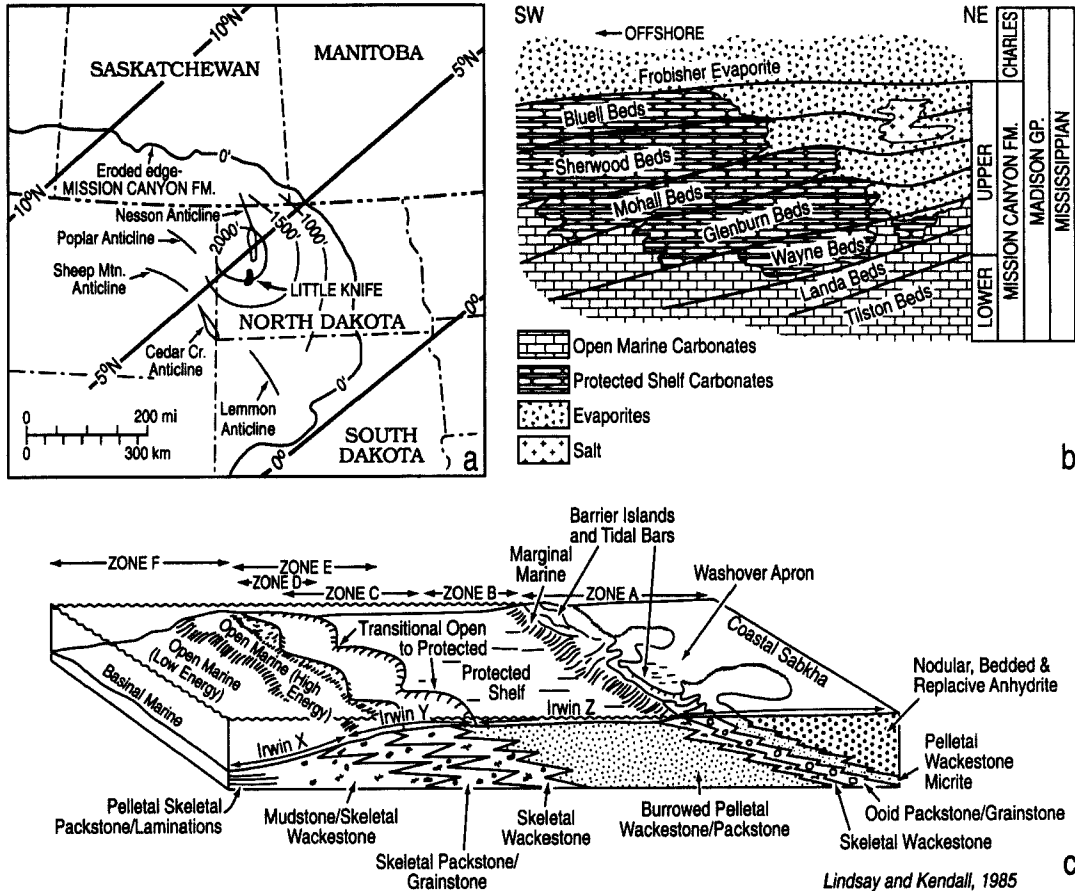 SASKATCHEWAN
MANITOBA
10ºN
5ºN
Eroded edge-
MISSION CANYON FM.
0'
10ºN
Nesson Anticline
Poplar Anticline
Sheep Mtn.
Anticline
2000'
1500'
1000'
LITTLE KNIFE
NORTH DAKOTA
0º
Cedar Cr.
Anticline
5ºN
Lemmon
Anticline
0'
0 200 mi
0 300 km
SOUTH
DAKOTA
0º
a
SW
NE
OFFSHORE
Frobisher Evaporite
Bluell Beds
Sherwood Beds
Mohall Beds
Glenburn Beds
Wayne Beds
Landa Beds
Tilston Beds
CHARLES
UPPER
LOWER
MISSION CANYON FM.
MADISON GP.
MISSISSIPPIAN
Open Marine Carbonates
Protected Shelf Carbonates
Evaporites
Salt
b
Barrier Islands
and Tidal Bars
Marginal
Marine
Washover Apron
ZONE F
ZONE E
ZONE D
ZONE C
ZONE B
ZONE A
Transitional Open
to Protected
Protected
Shelf
Coastal Sabkha
Open Marine (High
Energy)
Open Marine
(Low Energy)
Basinal Marine
Irwin X
Irwin Y
Irwin Z
Nodular, Bedded &
Replacive Anhydrite
Pelletal
Wackestone
Micrite
Ooid Packstone/Grainstone
Skeletal Wackestone
Burrowed Pelletal
Wackestone/Packstone
Skeletal
Wackestone
Skeletal Packstone/
Grainstone
Mudstone/Skeletal
Wackestone
Pelletal Skeletal
Packstone/Laminations
c
Lindsay and Kendall, 1985